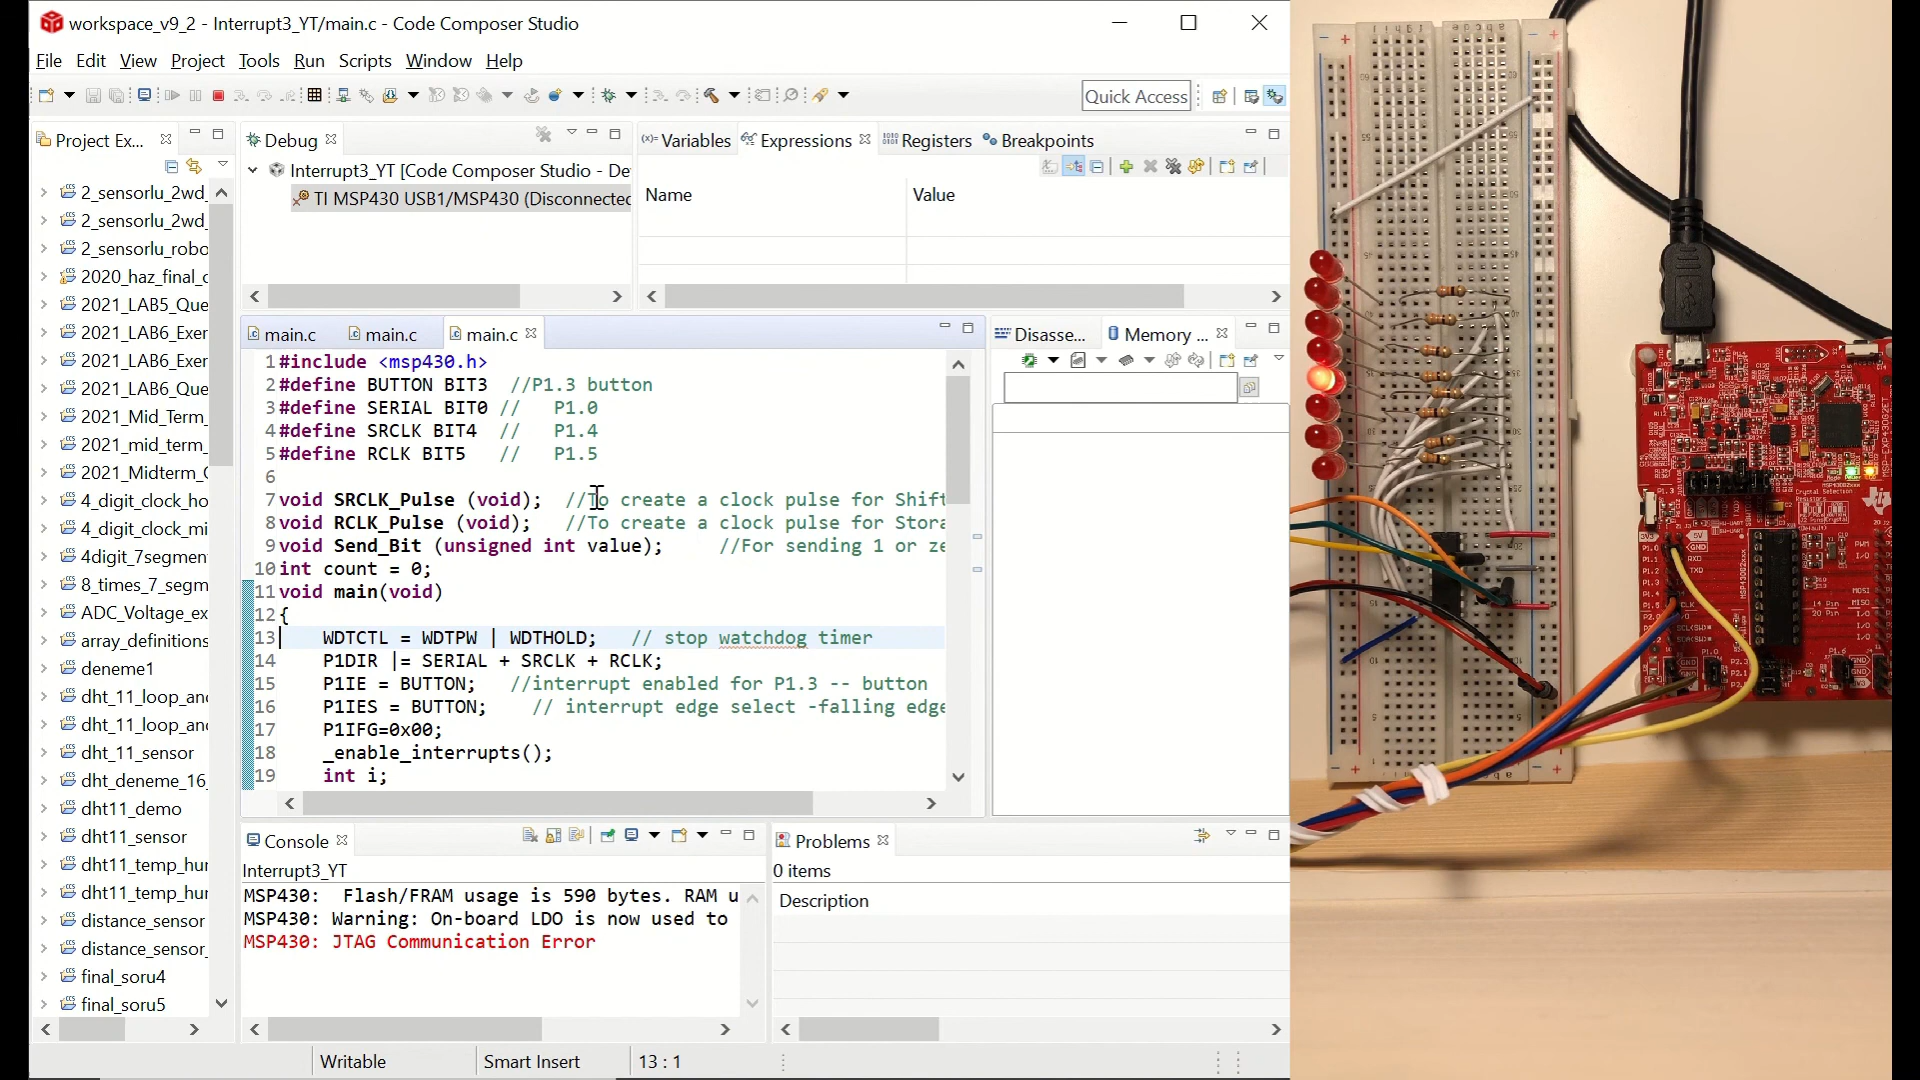 workspace_v9_2 - Interrupt3_YT/main.c - Code Composer Studio
File Edit View Project Tools Run Scripts Window Help
Quick Access
Project Ex...
2_sensorlu_2wd_
2_sensorlu_2wd_
2_sensorlu_robo
2020_haz_final_c
2021_LAB5_Que
2021_LAB6_Exer
2021_LAB6_Exer
2021_LAB6_Que
2021_Mid_Term_
2021_mid_term_
2021_Midterm_C
4_digit_clock_ho
4_digit_clock_mi
4digit_7segment
8_times_7_segm
ADC_Voltage_ex
array_definitions
deneme1
dht_11_loop_and
dht_11_loop_and
dht_11_sensor
dht_deneme_16_
dht11_demo
dht11_sensor
dht11_temp_hur
dht11_temp_hur
distance_sensor
distance_sensor_
final_soru4
final_soru5
Debug
Interrupt3_YT [Code Composer Studio - De
TI MSP430 USB1/MSP430 (Disconnected
Variables Expressions Registers Breakpoints
Name Value
main.c main.c main.c
1 #include <msp430.h>
2 #define BUTTON BIT3 //P1.3 button
3 #define SERIAL BIT0 // P1.0
4 #define SRCLK BIT4 // P1.4
5 #define RCLK BIT5 // P1.5
6
7 void SRCLK_Pulse (void); //To create a clock pulse for Shift
8 void RCLK_Pulse (void); //To create a clock pulse for Stora
9 void Send_Bit (unsigned int value); //For sending 1 or ze
10 int count = 0;
11 void main(void)
12 {
13 WDTCTL = WDTPW | WDTHOLD; // stop watchdog timer
14 P1DIR |= SERIAL + SRCLK + RCLK;
15 P1IE = BUTTON; //interrupt enabled for P1.3 -- button
16 P1IES = BUTTON; // interrupt edge select -falling edge
17 P1IFG=0x00;
18 _enable_interrupts();
19 int i;
Disasse... Memory ...
Console
Interrupt3_YT
MSP430: Flash/FRAM usage is 590 bytes. RAM u
MSP430: Warning: On-board LDO is now used to
MSP430: JTAG Communication Error
Problems
0 items
Description
Writable Smart Insert 13 : 1